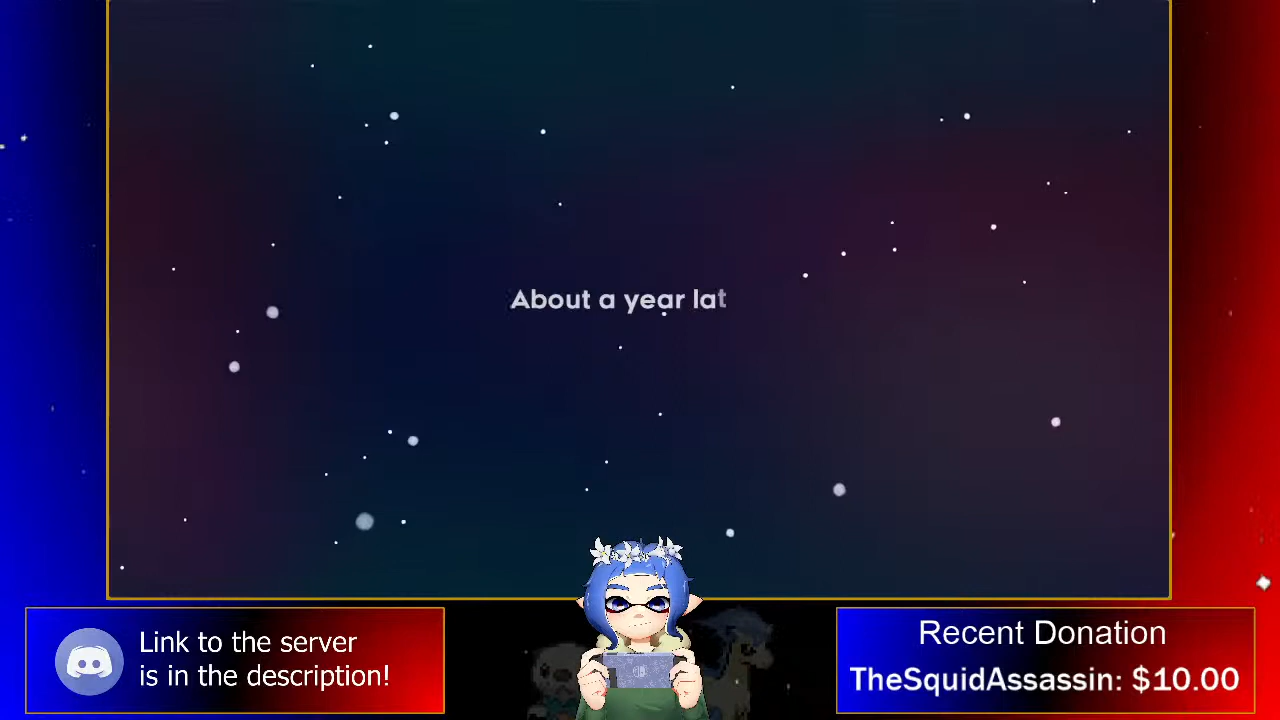 About a year lat
Link to the server
is in the description!
Recent Donation
TheSquidAssassin: $10.00